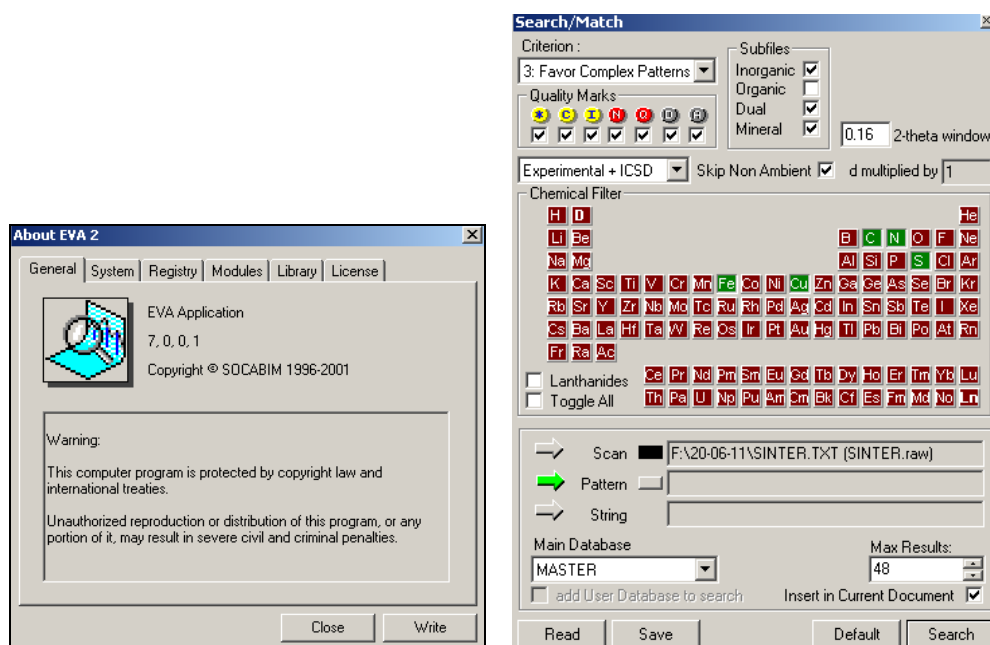 About EVA 2
General System Registry Modules Library License
EVA Application
7, 0, 0, 1
Copyright © SOCABIM 1996-2001
Warning:
This computer program is protected by copyright law and
international treaties.
Unauthorized reproduction or distribution of this program, or any
portion of it, may result in severe civil and criminal penalties.
Close Write
Search/Match
Criterion :
3: Favor Complex Patterns
Quality Marks
* C I N Q
Subfiles
Inorganic
Organic
Dual
Mineral
0.16 2-theta window
Experimental + ICSD Skip Non Ambient d multiplied by 1
Chemical Filter
H D He
Li Be B C N O F Ne
Na Mg Al Si P S Cl Ar
K Ca Sc Ti V Cr Mn Fe Co Ni Cu Zn Ga Ge As Se Br Kr
Rb Sr Y Zr Nb Mo Tc Ru Rh Pd Ag Cd In Sn Sb Te I Xe
Cs Ba La Hf Ta W Re Os Ir Pt Au Hg Tl Pb Bi Po At Rn
Fr Ra Ac
Lanthanides Ce Pr Nd Pm Sm Eu Gd Tb Dy Ho Er Tm Yb Lu
Toggle All Th Pa U Np Pu Am Cm Bk Cf Es Fm Md No Ln
Scan F:\20-06-11\SINTER.TXT (SINTER.raw)
Pattern
String
Main Database
MASTER
Max Results:
48
add User Database to search Insert in Current Document
Read Save Default Search